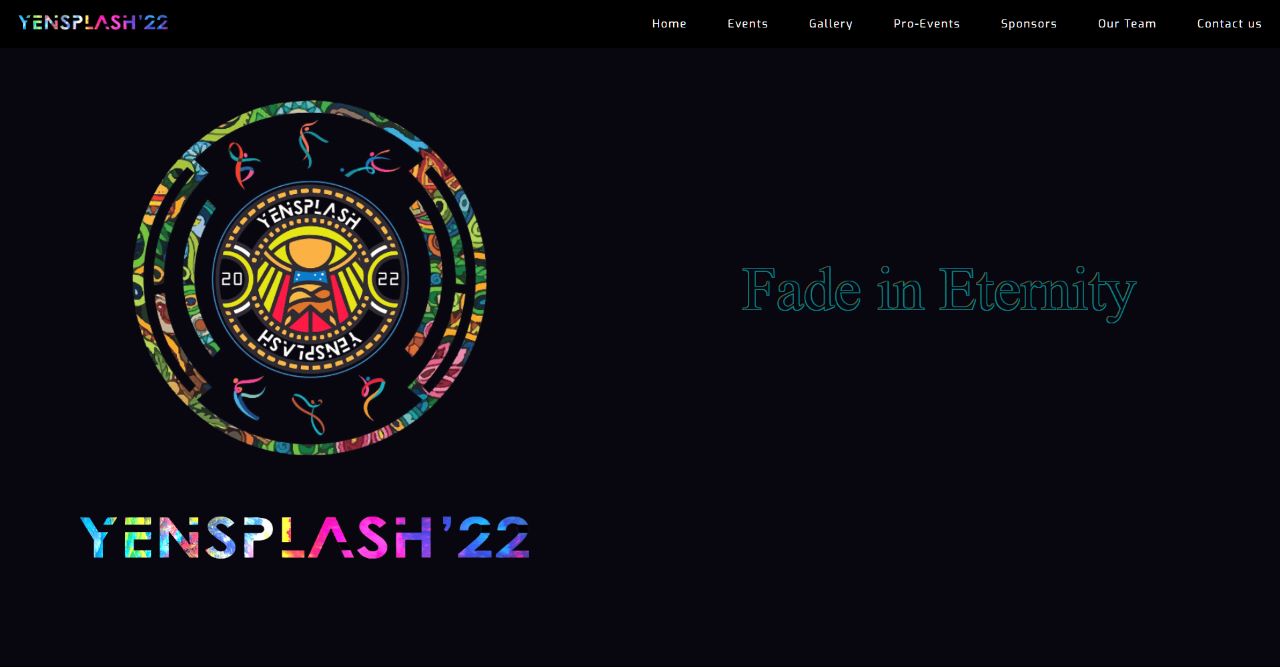 YENSPLASH'22
Home Events Gallery Pro-Events Sponsors Our Team Contact us
YENSPLASH
20 22
YENSPLASH
Fade in Eternity
YENSPLASH'22